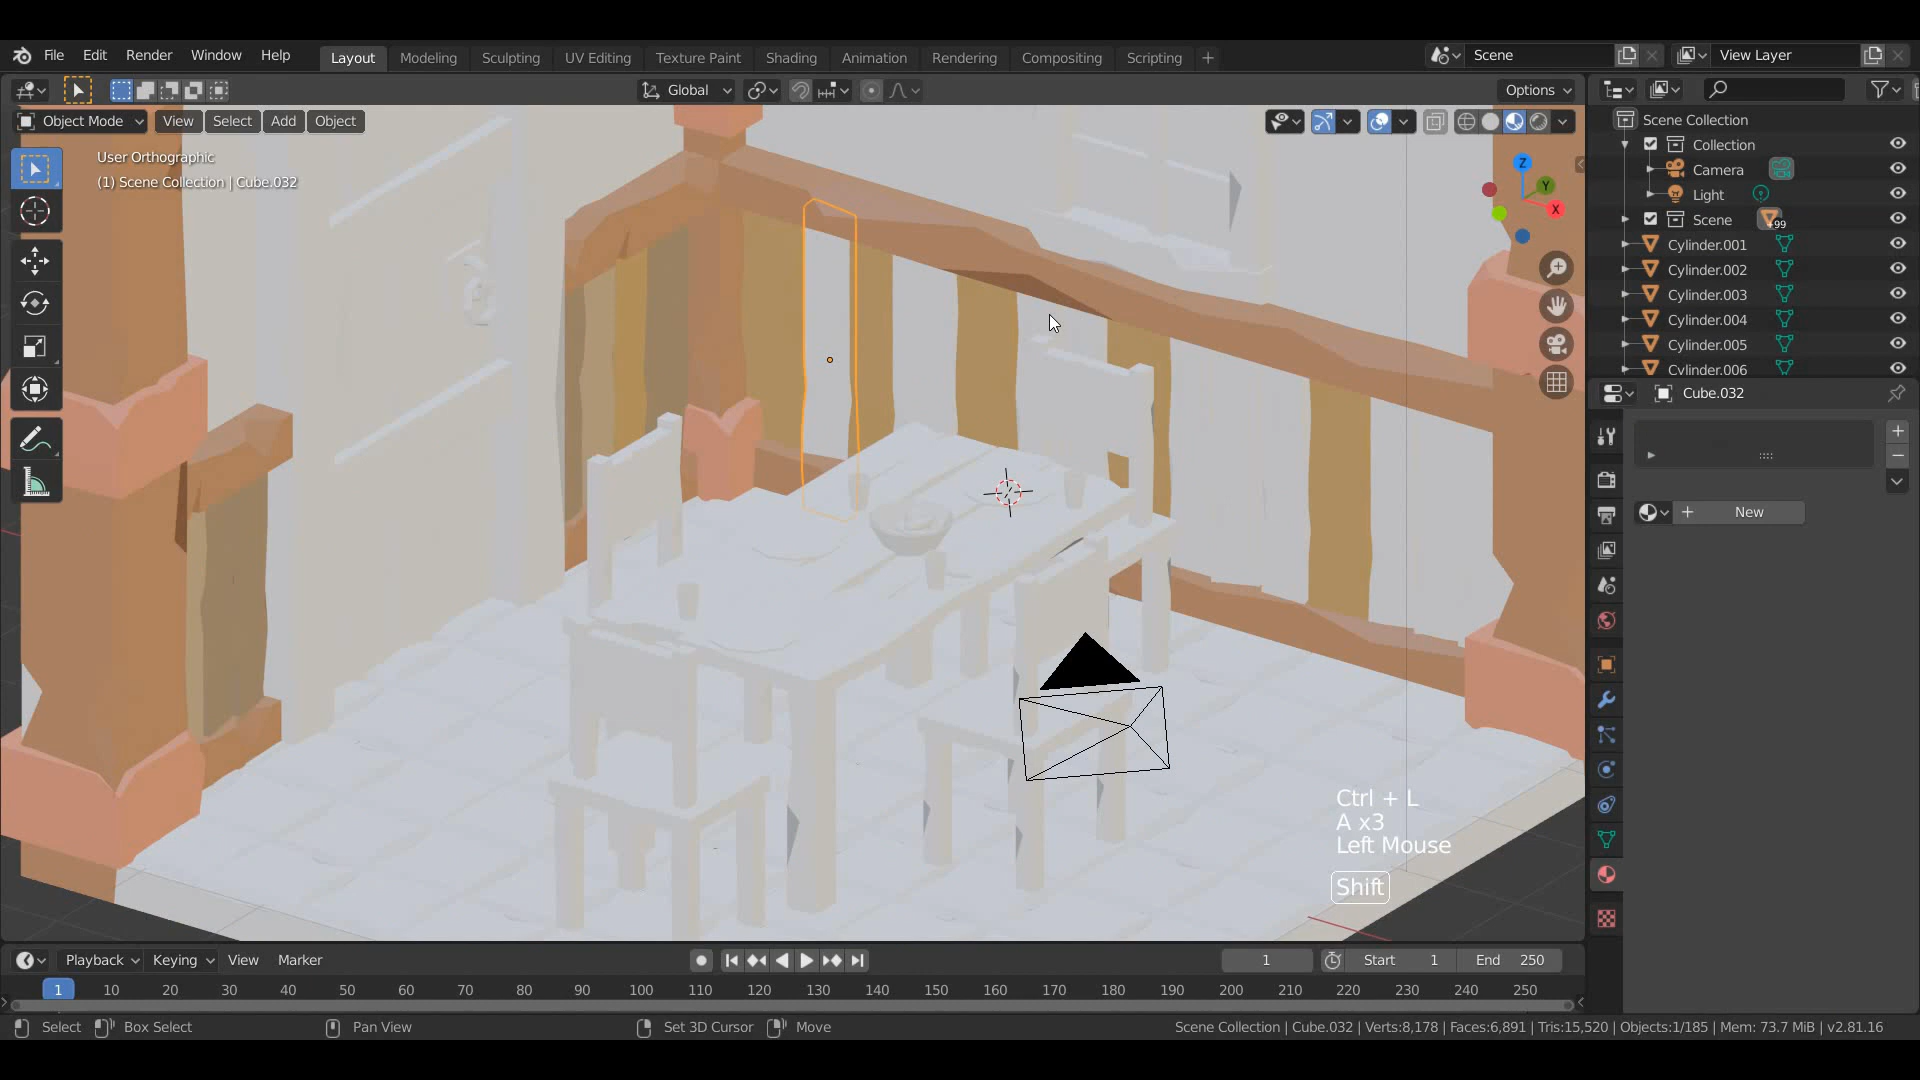 File Edit Render Window Help Layout Modeling Sculpting UV Editing Texture Paint Shading Animation Rendering Compositing Scripting + Scene View Layer
Global Options
Object Mode View Select Add Object
User Orthographic
(1) Scene Collection | Cube.032
Z
Y
X
Scene Collection
Collection
Camera
Light
Scene +99
Cylinder.001
Cylinder.002
Cylinder.003
Cylinder.004
Cylinder.005
Cylinder.006
Cube.032
+ New
Ctrl + L
A x3
Left Mouse
Shift
Playback Keying View Marker 1 Start 1 End 250
1 10 20 30 40 50 60 70 80 90 100 110 120 130 140 150 160 170 180 190 200 210 220 230 240 250
Select Box Select Pan View Set 3D Cursor Move Scene Collection | Cube.032 | Verts:8,178 | Faces:6,891 | Tris:15,520 | Objects:1/185 | Mem: 73.7 MiB | v2.81.16